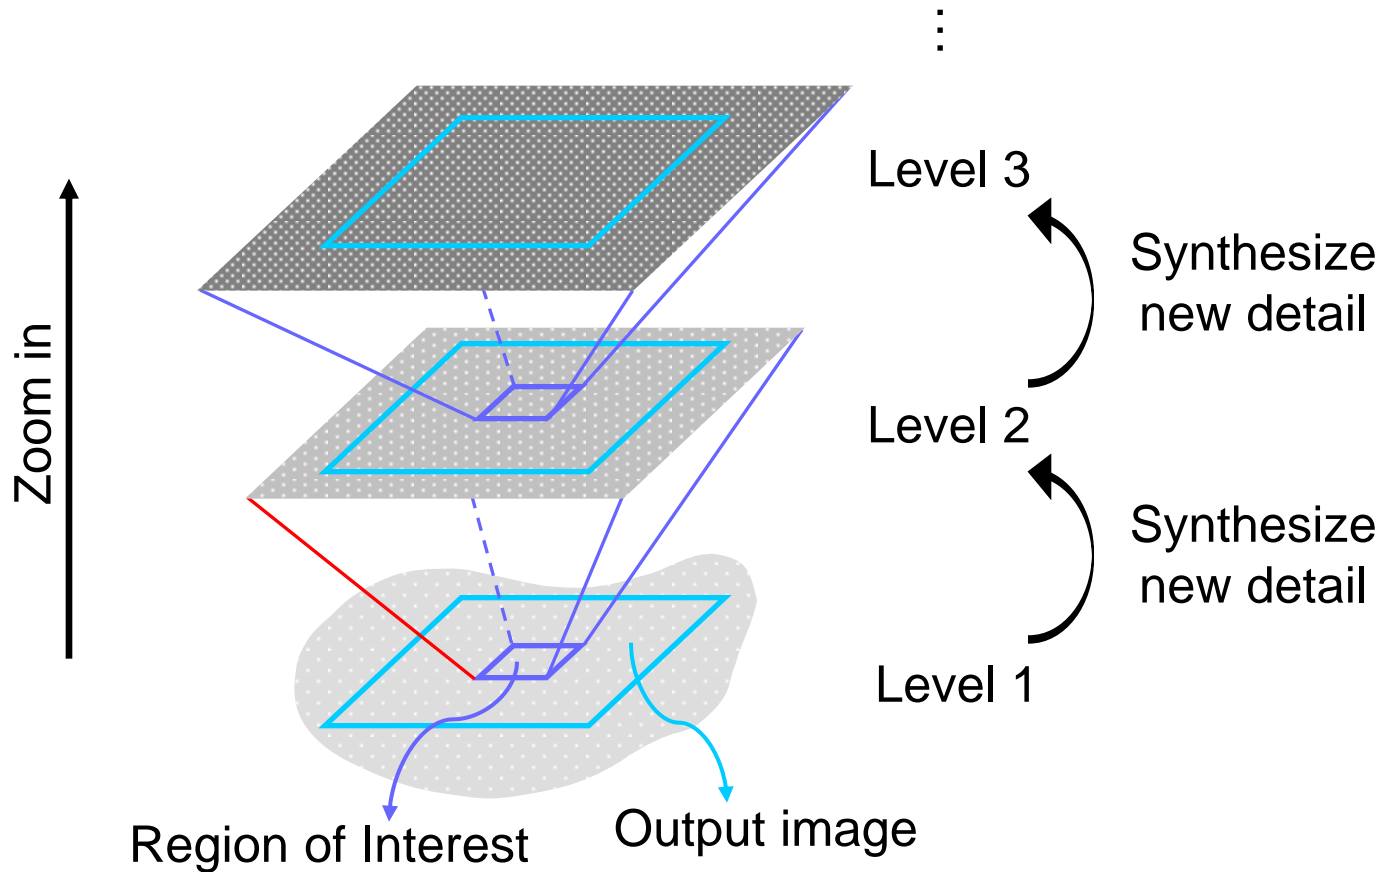 ⋮
Level 3
Synthesize
new detail
Zoom in
Level 2
Synthesize
new detail
Level 1
Region of Interest
Output image